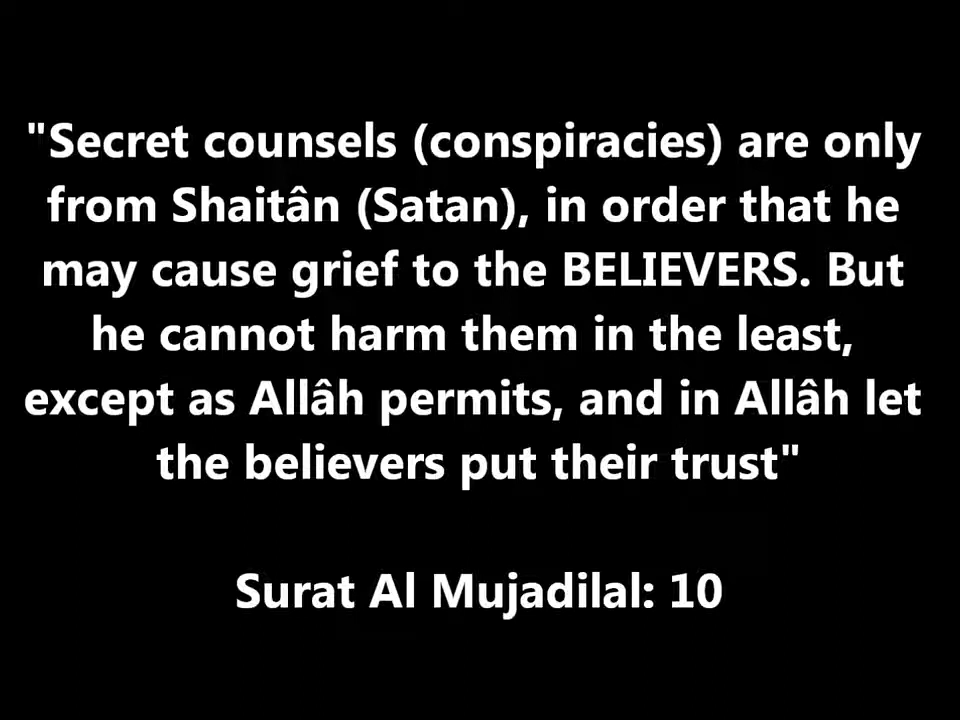 "Secret counsels (conspiracies) are only
from Shaitân (Satan), in order that he
may cause grief to the BELIEVERS. But
he cannot harm them in the least,
except as Allâh permits, and in Allâh let
the believers put their trust"
Surat Al Mujadilal: 10